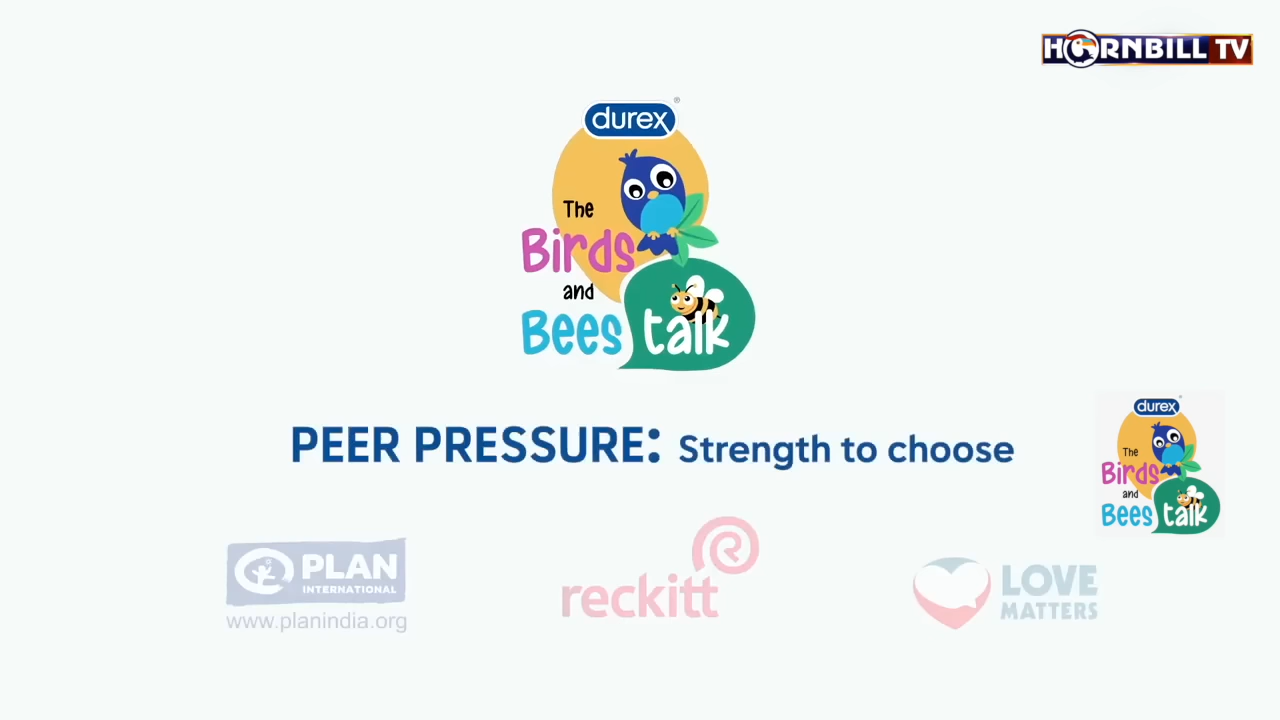 HORNBILL TV
durex
The
Birds
and
Bees talk
PEER PRESSURE: Strength to choose
durex
The
Birds
and
Bees talk
PLAN
INTERNATIONAL
www.planindia.org
reckitt
LOVE
MATTERS